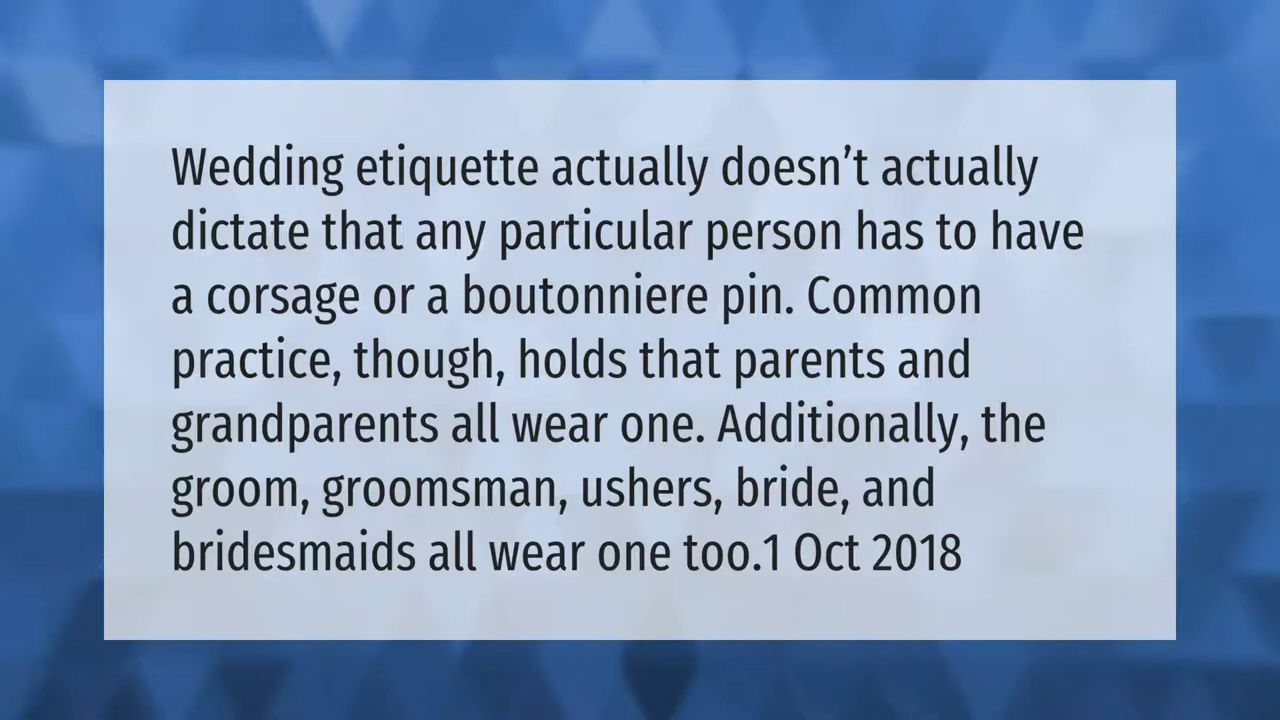 Wedding etiquette actually doesn’t actually
dictate that any particular person has to have
a corsage or a boutonniere pin. Common
practice, though, holds that parents and
grandparents all wear one. Additionally, the
groom, groomsman, ushers, bride, and
bridesmaids all wear one too.1 Oct 2018